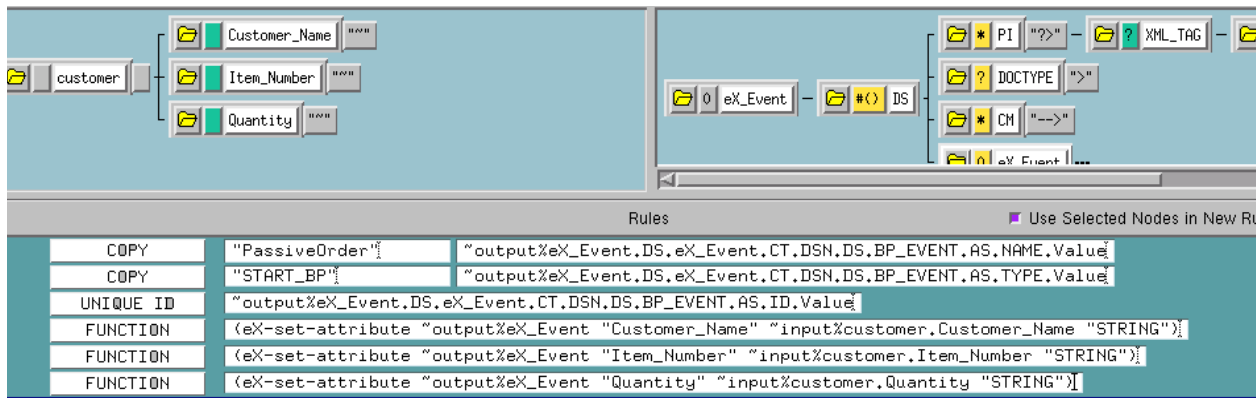 Customer_Name "~"
customer
Item_Number "~"
Quantity "~"
* PI "?>" ? XML_TAG
? DOCTYPE ">"
0 eX_Event #() DS
* CM "-->"
0 eX_Event
Rules Use Selected Nodes in New Ru
COPY "PassiveOrder" ~output%eX_Event.DS.eX_Event.CT.DSN.DS.BP_EVENT.AS.NAME.Value
COPY "START_BP" ~output%eX_Event.DS.eX_Event.CT.DSN.DS.BP_EVENT.AS.TYPE.Value
UNIQUE ID ~output%eX_Event.DS.eX_Event.CT.DSN.DS.BP_EVENT.AS.ID.Value
FUNCTION (eX-set-attribute ~output%eX_Event "Customer_Name" ~input%customer.Customer_Name "STRING")
FUNCTION (eX-set-attribute ~output%eX_Event "Item_Number" ~input%customer.Item_Number "STRING")
FUNCTION (eX-set-attribute ~output%eX_Event "Quantity" ~input%customer.Quantity "STRING")